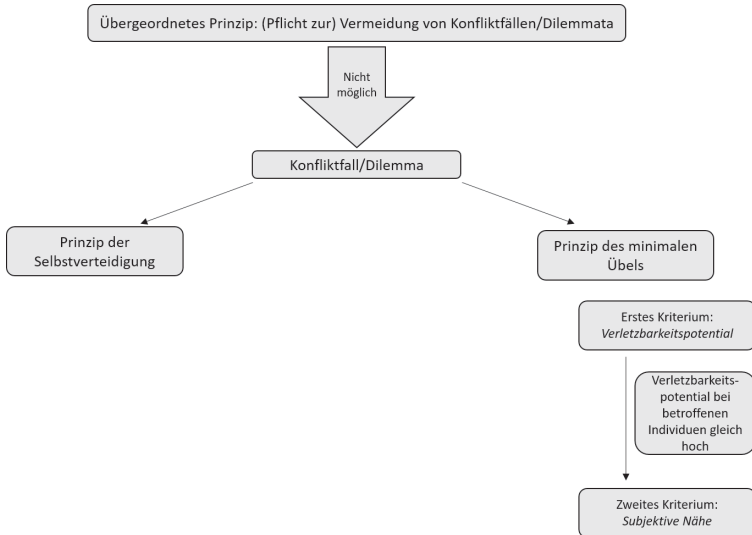 Übergeordnetes Prinzip: (Pflicht zur) Vermeidung von Konfliktfällen/Dilemmata
Nicht
möglich
Konfliktfall/Dilemma
Prinzip der
Selbstverteidigung
Prinzip des minimalen
Übels
Erstes Kriterium:
Verletzbarkeitspotential
Verletzbarkeits-
potential bei
betroffenen
Individuen gleich
hoch
Zweites Kriterium:
Subjektive Nähe